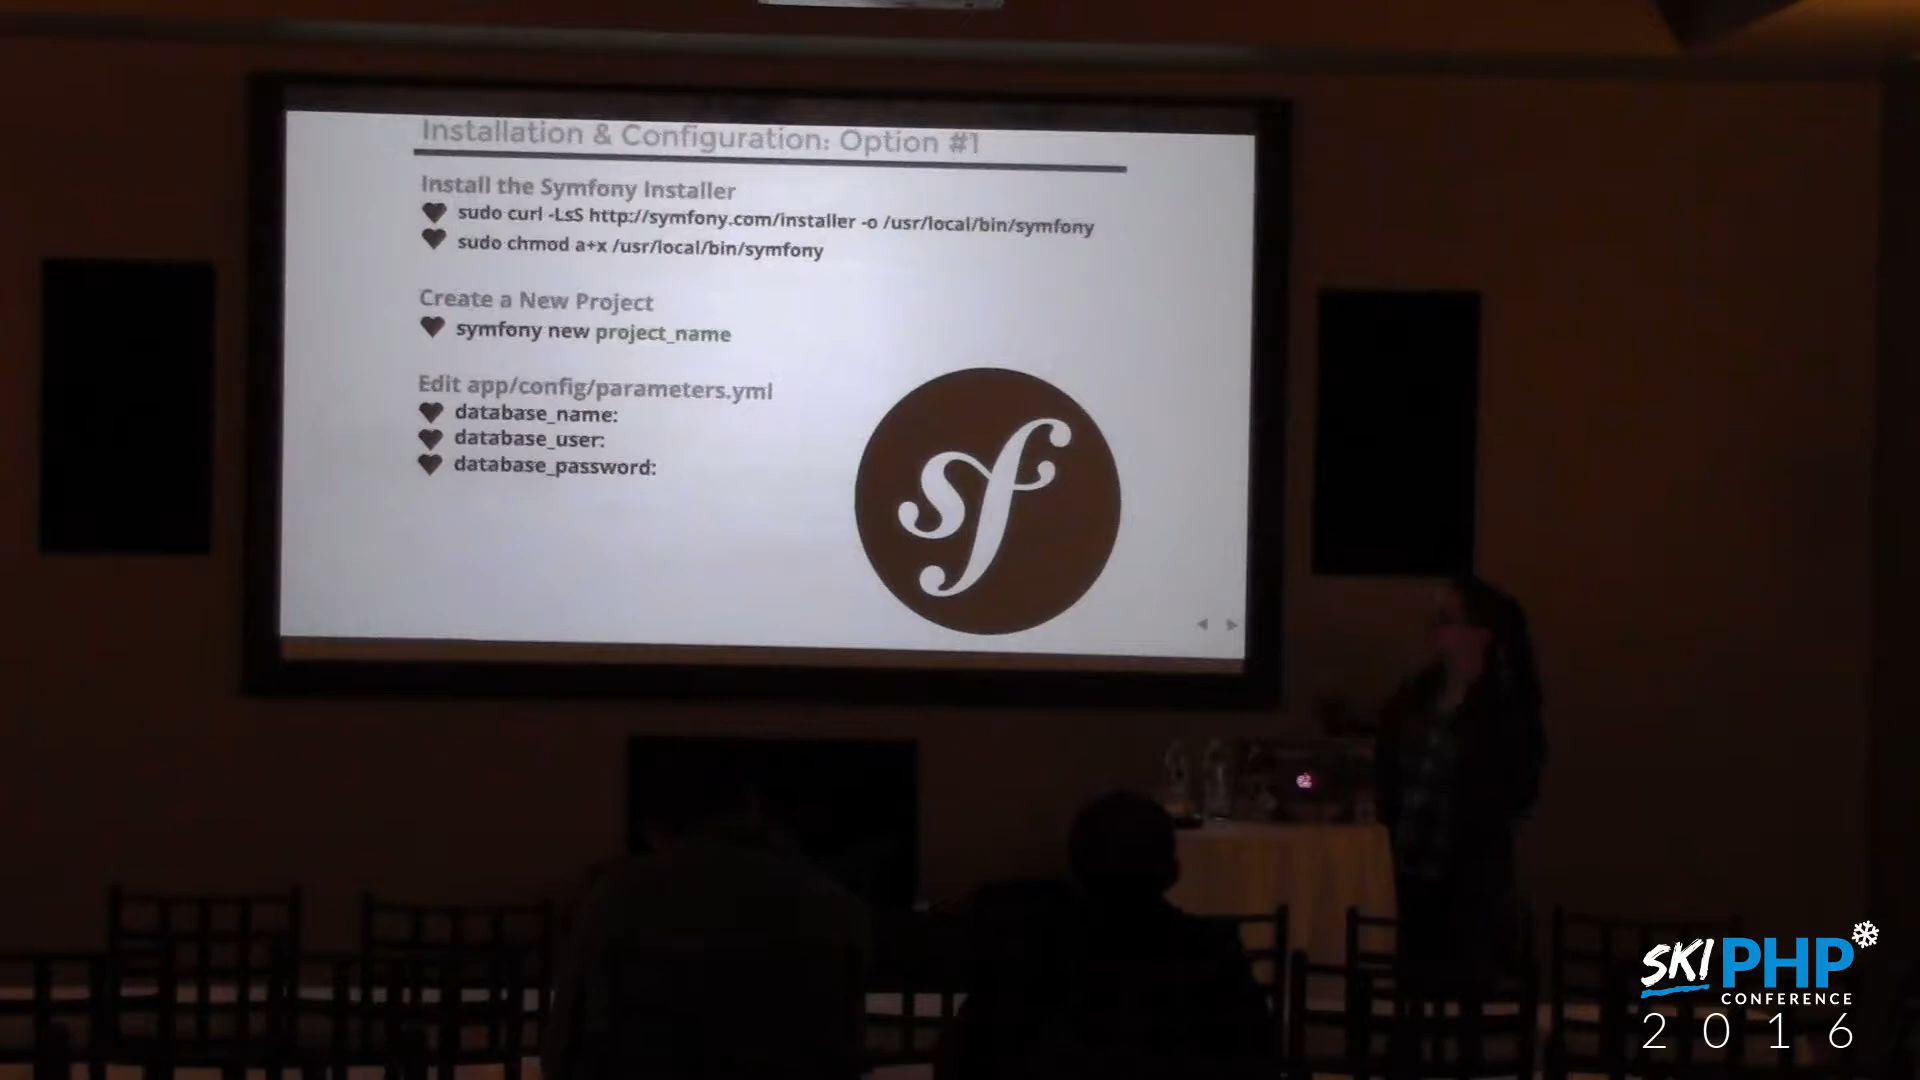 Installation & Configuration: Option #1
Install the Symfony Installer
sudo curl -LsS http://symfony.com/installer -o /usr/local/bin/symfony
sudo chmod a+x /usr/local/bin/symfony
Create a New Project
symfony new project_name
Edit app/config/parameters.yml
database_name:
database_user:
database_password:
sf
SKI PHP
CONFERENCE
2016